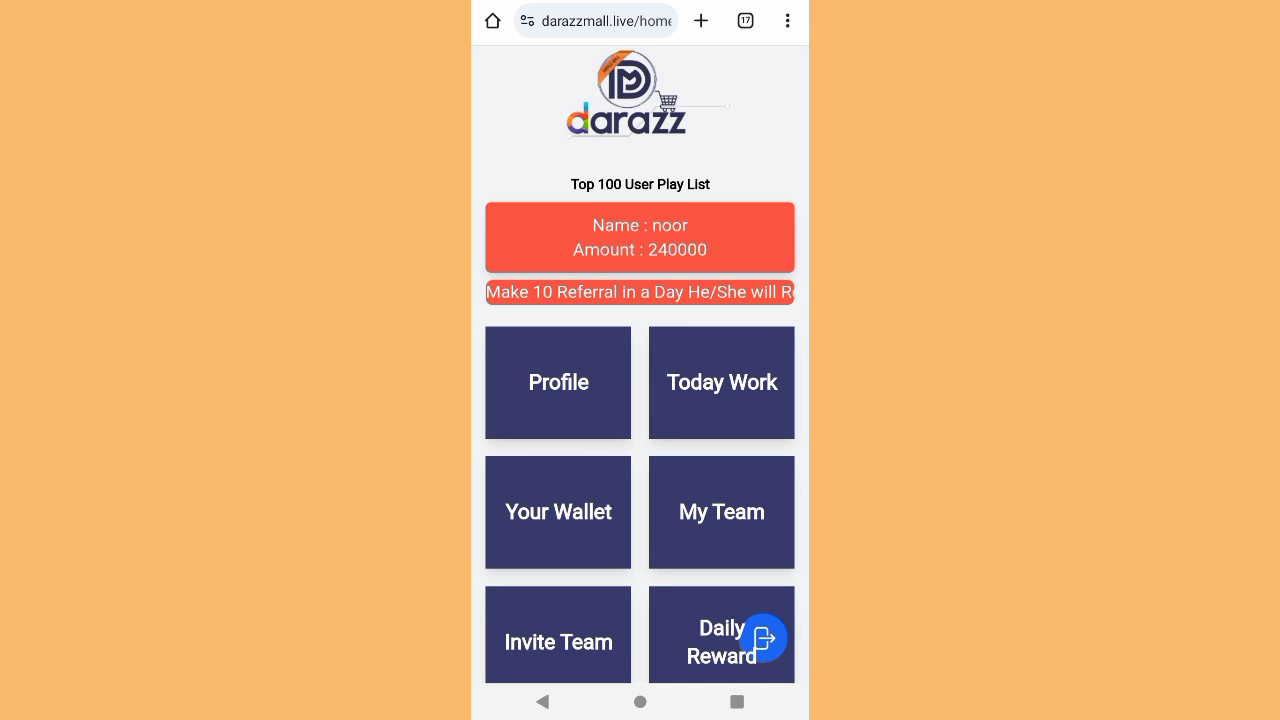 darazzmall.live/home
17
darazz
Top 100 User Play List
Name : noor
Amount : 240000
Make 10 Referral in a Day He/She will R
Profile
Today Work
Your Wallet
My Team
Invite Team
Daily
Reward